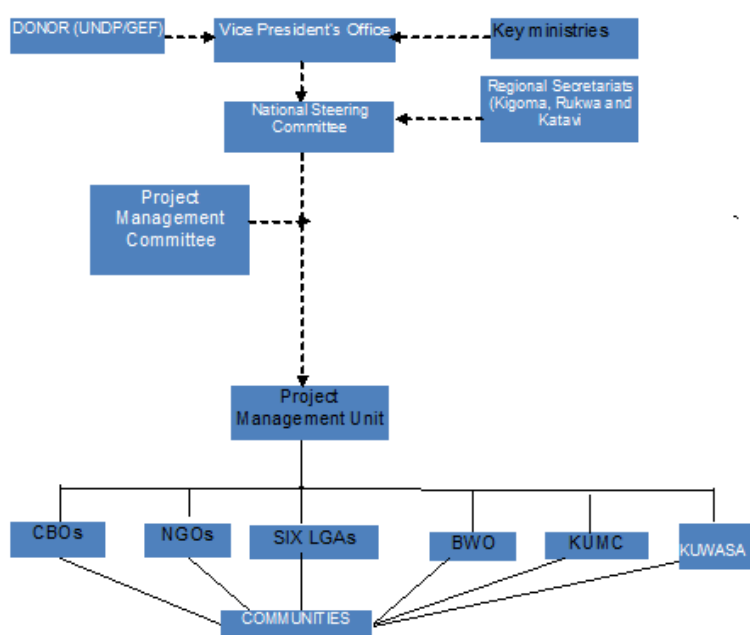 DONOR (UNDP/GEF)
Vice President's Office
Key ministries
National Steering
Committee
Regional Secretariats
(Kigoma, Rukwa and
Katavi
Project
Management
Committee
Project
Management Unit
CBOs
NGOs
SIX LGAs
BWO
KUMC
KUWASA
COMMUNITIES